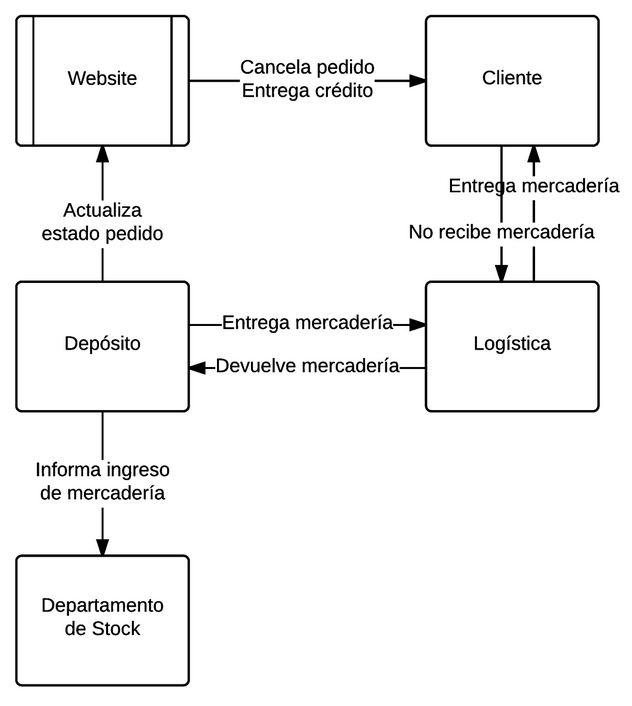 Website
Cancela pedido
Entrega crédito
Cliente
Entrega mercadería
Actualiza
estado pedido
No recibe mercadería
Depósito
Entrega mercadería
Devuelve mercadería
Logística
Informa ingreso
de mercadería
Departamento
de Stock